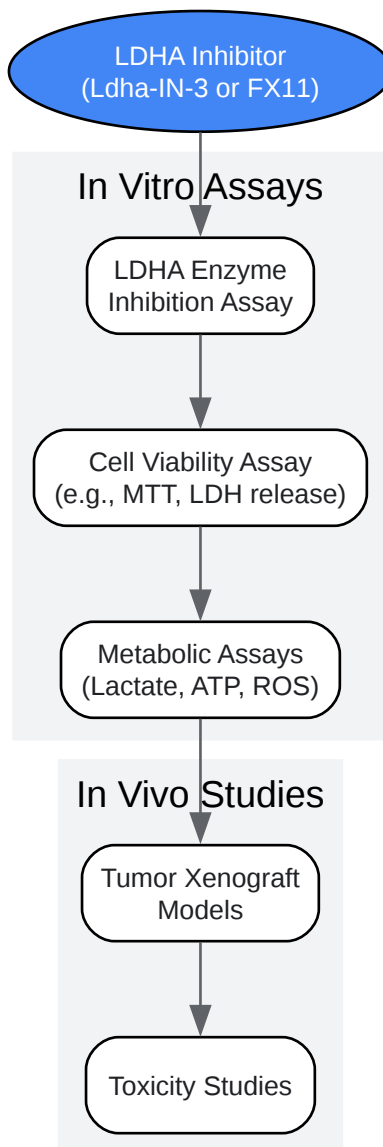 LDHA Inhibitor
(Ldha-IN-3 or FX11)
In Vitro Assays
LDHA Enzyme
Inhibition Assay
Cell Viability Assay
(e.g., MTT, LDH release)
Metabolic Assays
(Lactate, ATP, ROS)
In Vivo Studies
Tumor Xenograft
Models
Toxicity Studies